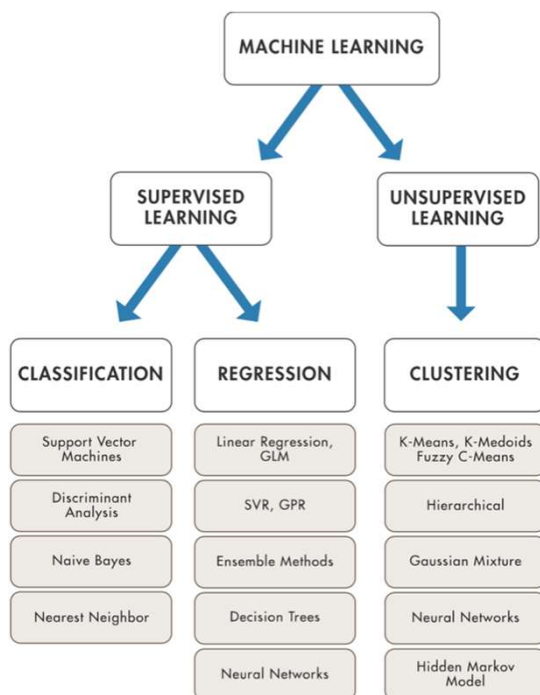 MACHINE LEARNING
SUPERVISED
LEARNING
UNSUPERVISED
LEARNING
CLASSIFICATION
Support Vector
Machines
Discriminant
Analysis
Naive Bayes
Nearest Neighbor
REGRESSION
Linear Regression,
GLM
SVR, GPR
Ensemble Methods
Decision Trees
Neural Networks
CLUSTERING
K-Means, K-Medoids
Fuzzy C-Means
Hierarchical
Gaussian Mixture
Neural Networks
Hidden Markov
Model